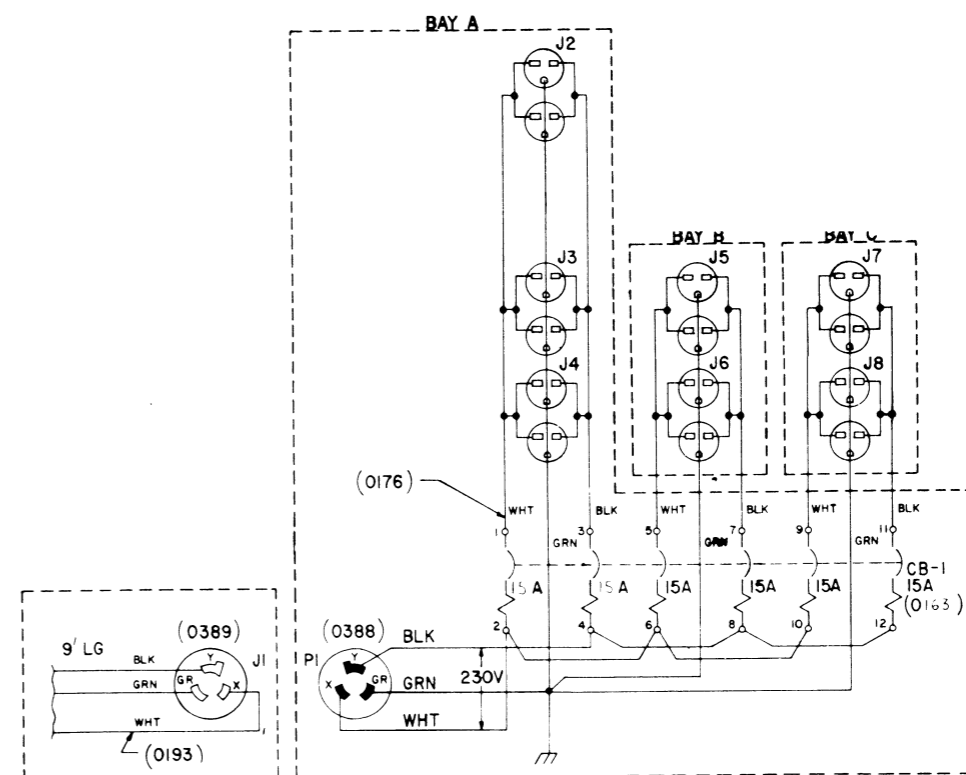 BAY A
J2
J3
BAY B
BAY C
J5
J7
J4
J6
J8
(0176)
WHT
BLK
WHT
BLK
WHT
BLK
1
3
5
7
9
11
GRN
GRN
GRN
CB-1
15A
15A
15A
15A
15A
15A
(0163)
2
4
6
8
10
12
9' LG
(0389)
J1
BLK
Y
GRN
GR
X
WHT
(0193)
(0388)
P1
BLK
Y
X
GR
GRN
230V
WHT